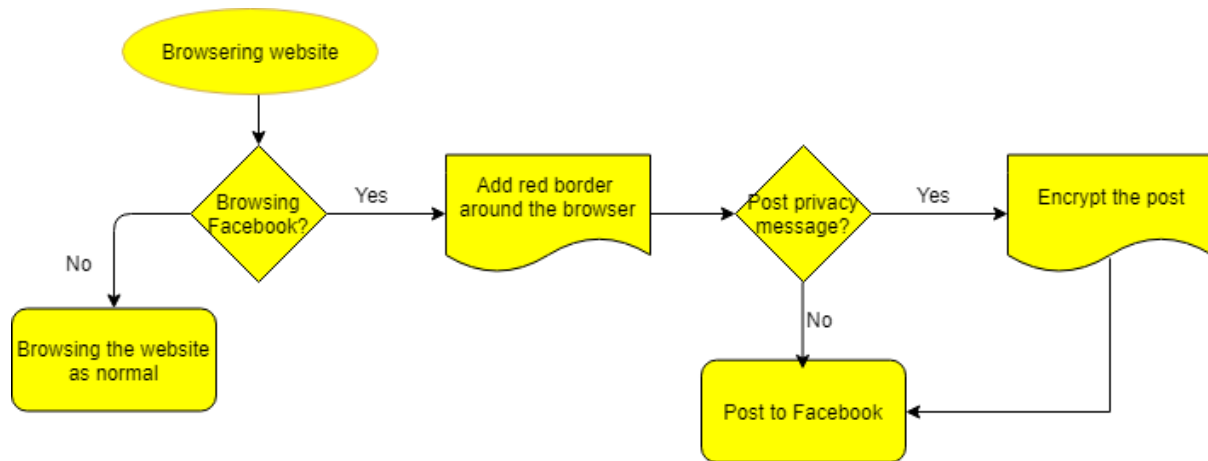 Browsering website
Browsing
Facebook?
Yes
Add red border
around the browser
Post privacy
message?
Yes
Encrypt the post
No
Browsing the website
as normal
No
Post to Facebook